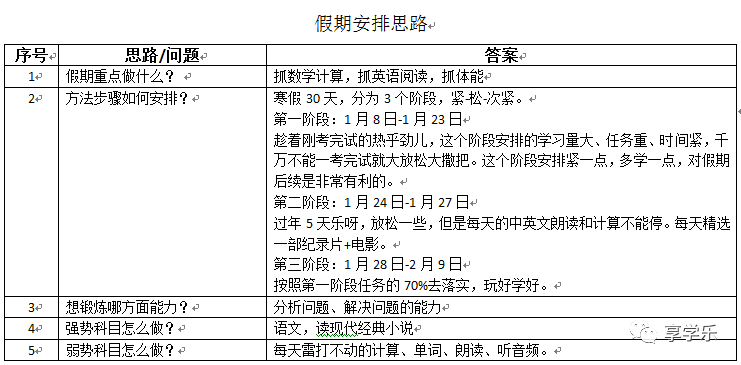 假期安排思路
序号 思路/问题 答案
1 假期重点做什么？ 抓数学计算，抓英语阅读，抓体能
2 方法步骤如何安排？ 寒假 30 天，分为 3 个阶段，紧-松-次紧。
第一阶段：1 月 8 日-1 月 23 日
趁着刚考完试的热乎劲儿，这个阶段安排的学习量大、任务重、时间紧，千
万不能一考完试就大放松大撒把。这个阶段安排紧一点，多学一点，对假期
后续是非常有利的。
第二阶段：1 月 24 日-1 月 27 日
过年 5 天乐呀，放松一些，但是每天的中英文朗读和计算不能停。每天精选
一部纪录片+电影。
第三阶段：1 月 28 日-2 月 9 日
按照第一阶段任务的 70%去落实，玩好学好。
3 想锻炼哪方面能力？ 分析问题、解决问题的能力
4 强势科目怎么做？ 语文，读现代经典小说
5 弱势科目怎么做？ 每天雷打不动的计算、单词、朗读、听音频。
享学乐